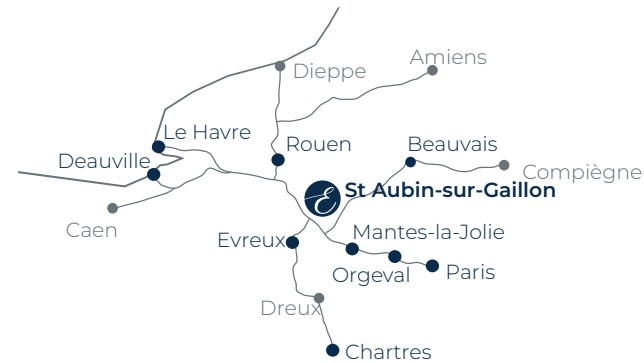 Amiens
Dieppe
Le Havre
Rouen
Beauvais
Deauville
Compiègne
E
St Aubin-sur-Gaillon
Caen
Evreux
Mantes-la-Jolie
Orgeval
Paris
Dreux
Chartres